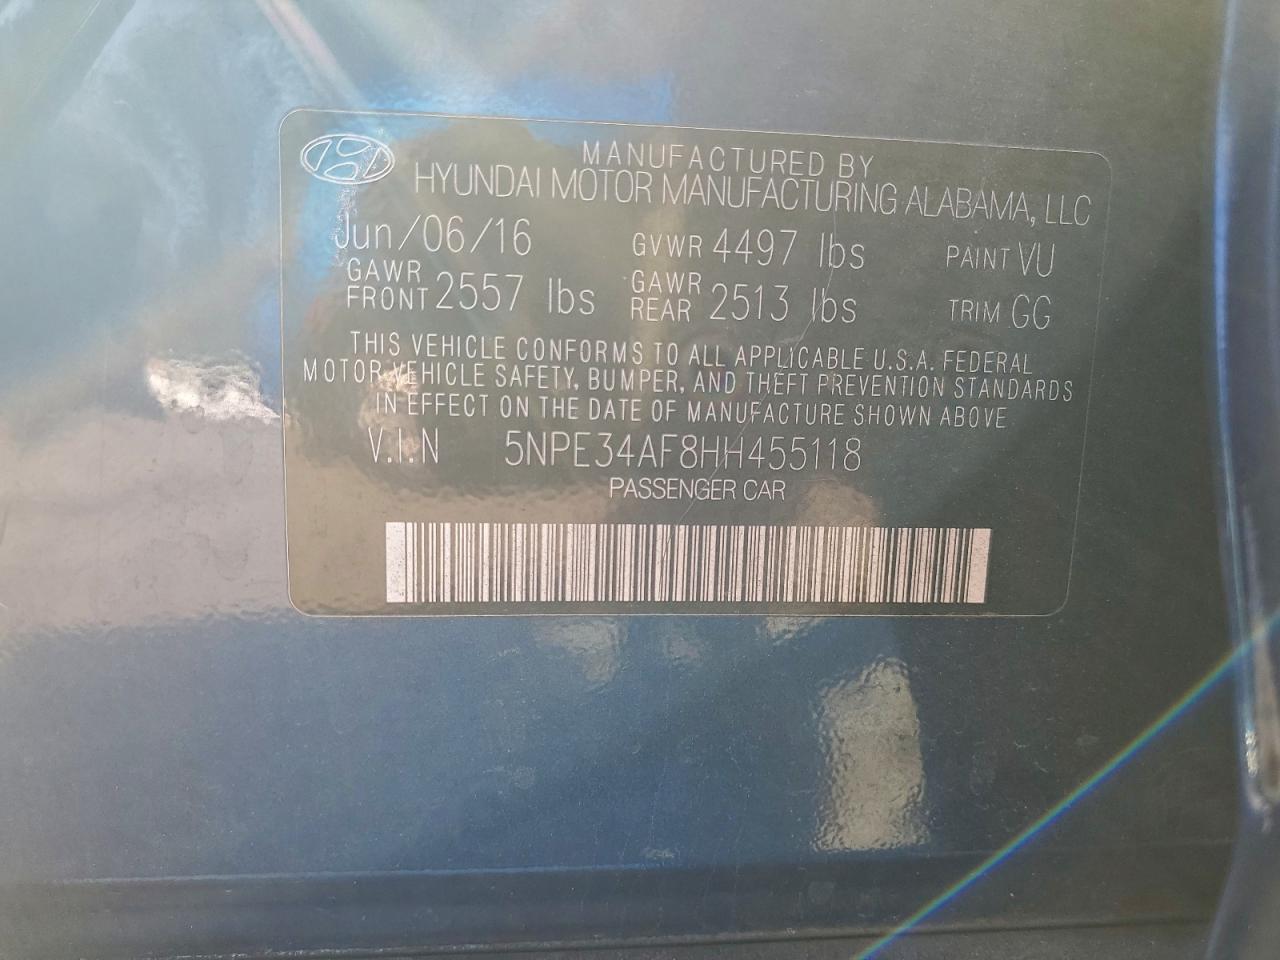 MANUFACTURED BY
HYUNDAI MOTOR MANUFACTURING ALABAMA, LLC
Jun/06/16 GVWR 4497 lbs PAINT VU
GAWR FRONT 2557 lbs GAWR REAR 2513 lbs TRIM GG
THIS VEHICLE CONFORMS TO ALL APPLICABLE U.S.A. FEDERAL
MOTOR VEHICLE SAFETY, BUMPER, AND THEFT PREVENTION STANDARDS
IN EFFECT ON THE DATE OF MANUFACTURE SHOWN ABOVE
V.I.N 5NPE34AF8HH455118
PASSENGER CAR